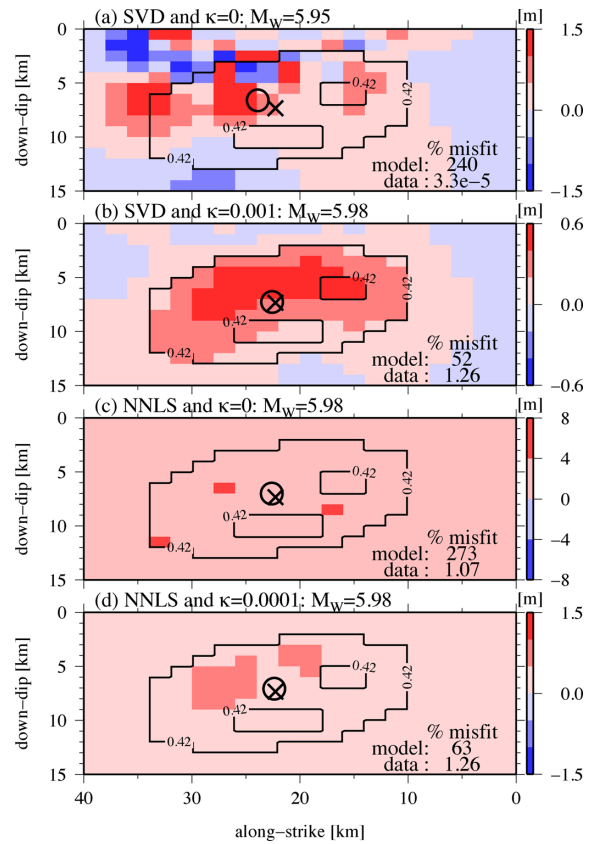 (a) SVD and κ=0: M_W=5.95
[m]
0
5
10
15
down-dip [km]
0.42
0.42
0.42
% misfit
model: 240
data : 3.3e−5
1.5
0.0
−1.5
(b) SVD and κ=0.001: M_W=5.98
[m]
0
5
10
15
down-dip [km]
0.42
0.42
0.42
0.42
% misfit
model: 52
data : 1.26
0.6
0.0
−0.6
(c) NNLS and κ=0: M_W=5.98
[m]
0
5
10
15
down-dip [km]
0.42
0.42
0.42
0.42
% misfit
model: 273
data : 1.07
8
4
0
−4
−8
(d) NNLS and κ=0.0001: M_W=5.98
[m]
0
5
10
15
down-dip [km]
0.42
0.42
0.42
0.42
% misfit
model: 63
data : 1.26
1.5
0.0
−1.5
40 30 20 10 0
along−strike [km]